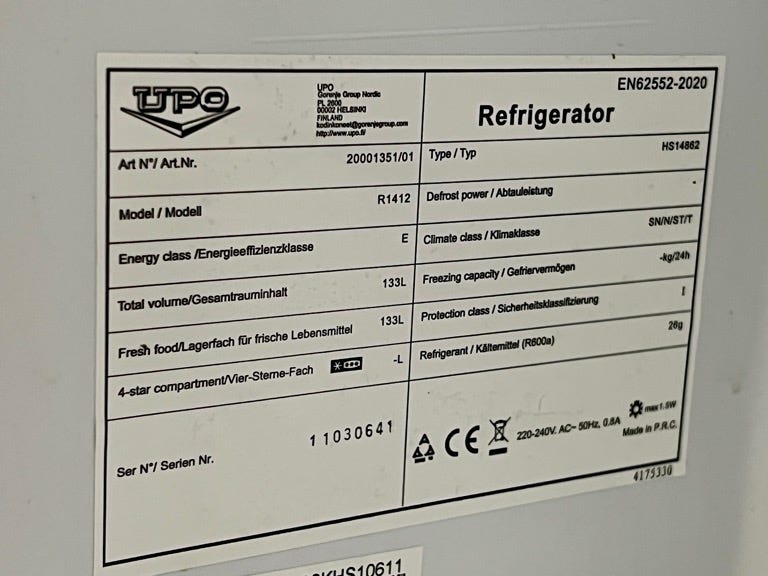 UPO
UPO
Gorenje Group Nordic
PL 2600
00002 HELSINKI
FINLAND
kodinkoneet@gorenjegroup.com
http://www.upo.fi/
EN62552-2020
Refrigerator
Art N°/ Art.Nr. 20001351/01
Type / Typ HS14862
Model / Modell R1412
Defrost power / Abtauleistung
Energy class /Energieeffizienzklasse E
Climate class / Klimaklasse SN/N/ST/T
Total volume/Gesamtrauminhalt 133L
Freezing capacity / Gefriervermögen -kg/24h
Fresh food/Lagerfach für frische Lebensmittel 133L
Protection class / Sicherheitsklassifizierung I
4-star compartment/Vier-Sterne-Fach -L
Refrigerant / Kältemittel (R600a) 26g
Ser N°/ Serien Nr. 11030641
CE 220-240V. AC~ 50Hz, 0.8A
max1.5W
Made in P.R.C.
4175330
KHS10611